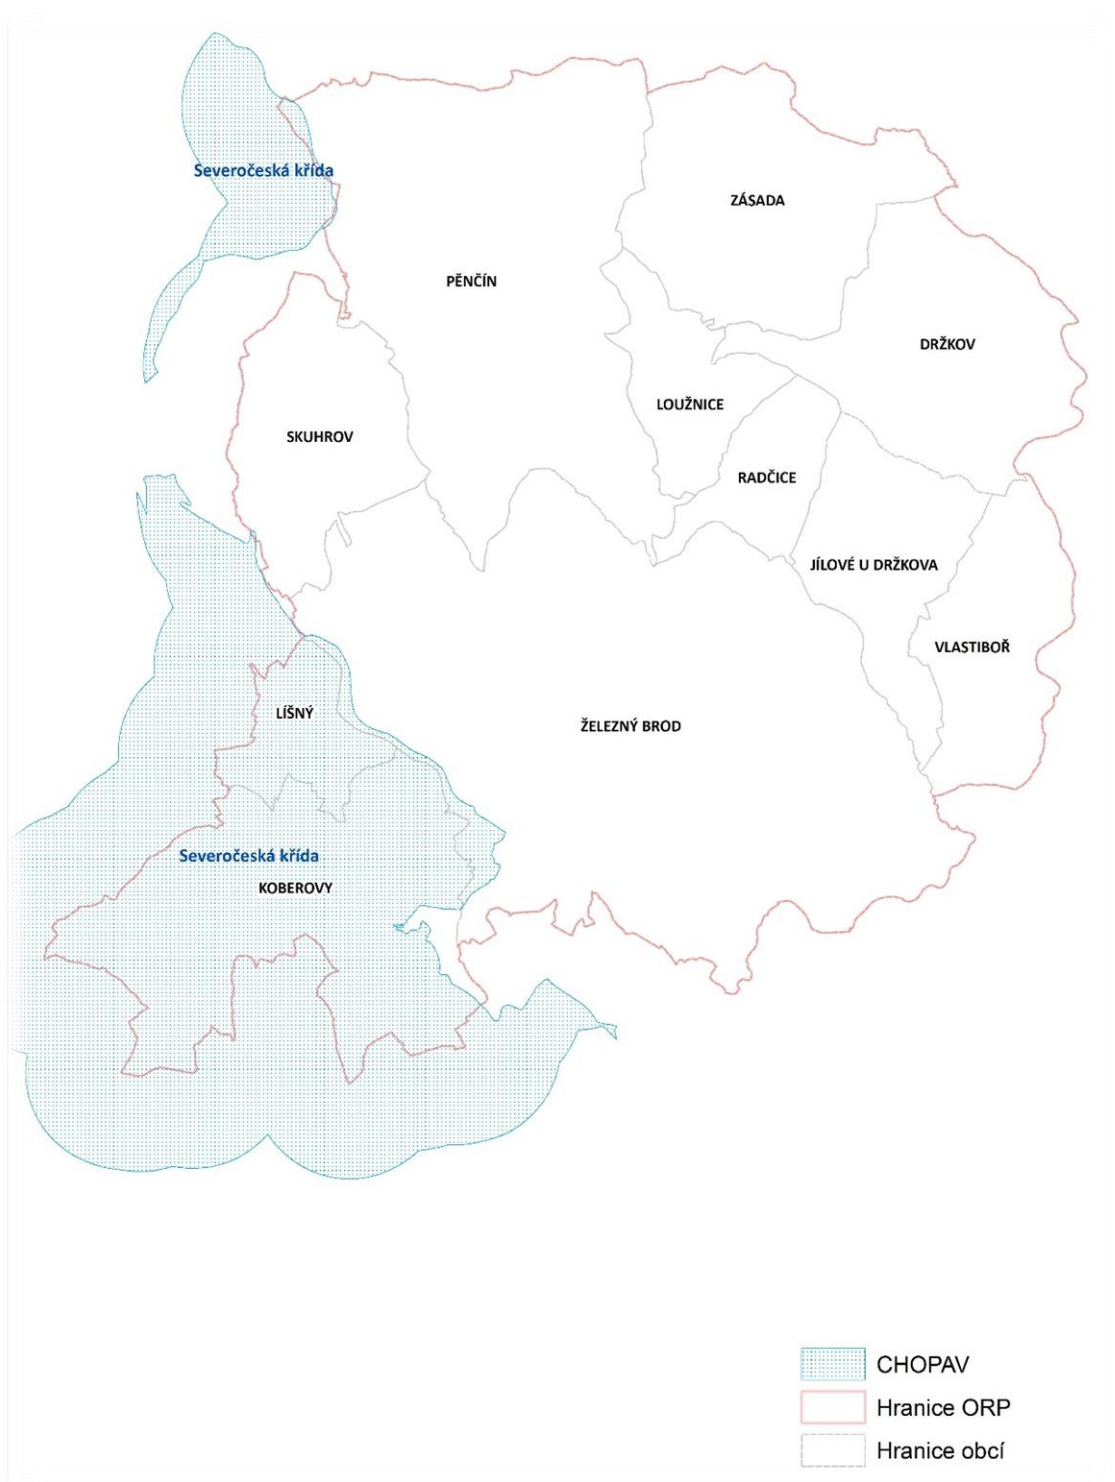 Severočeská křída
ZÁSADA
PĚNČÍN
DRŽKOV
LOUŽNICE
SKUHROV
RADČICE
JÍLOVÉ U DRŽKOVA
VLASTIBOŘ
LÍŠNÝ
ŽELEZNÝ BROD
Severočeská křída
KOBEROVY
CHOPAV
Hranice ORP
Hranice obcí